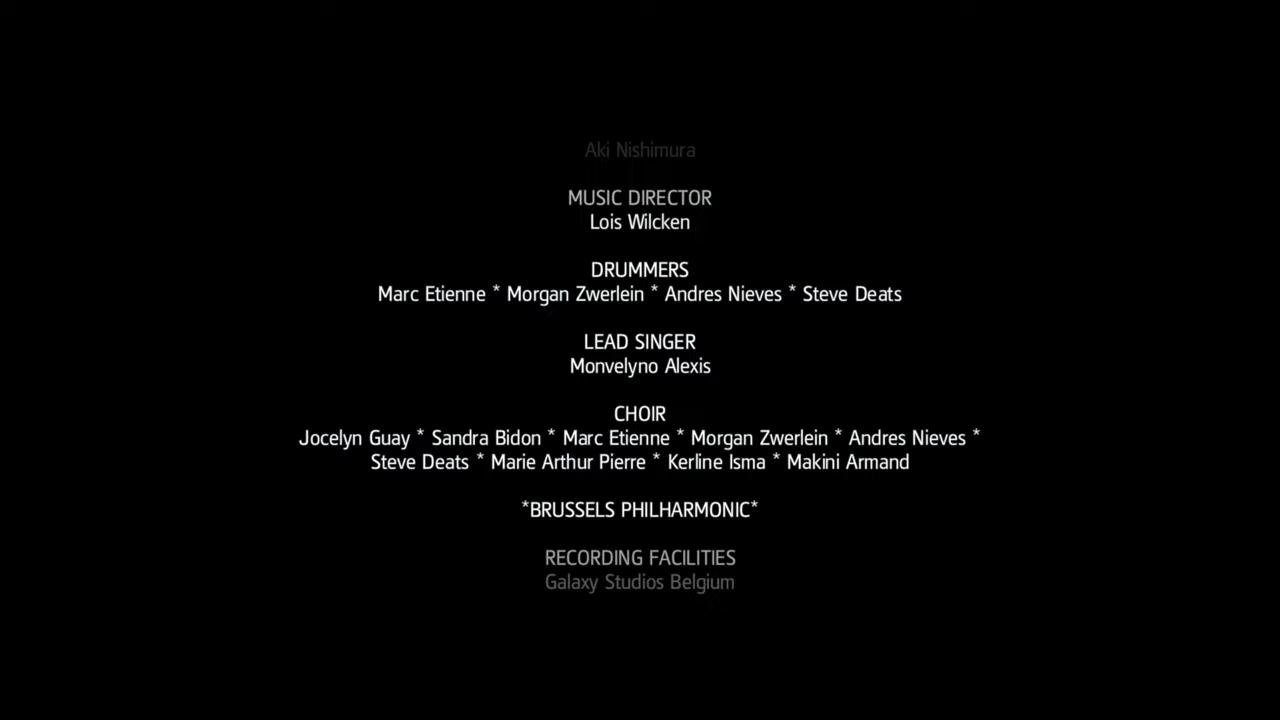 Aki Nishimura
MUSIC DIRECTOR
Lois Wilcken
DRUMMERS
Marc Etienne * Morgan Zwerlein * Andres Nieves * Steve Deats
LEAD SINGER
Monvelyno Alexis
CHOIR
Jocelyn Guay * Sandra Bidon * Marc Etienne * Morgan Zwerlein * Andres Nieves *
Steve Deats * Marie Arthur Pierre * Kerline Isma * Makini Armand
*BRUSSELS PHILHARMONIC*
RECORDING FACILITIES
Galaxy Studios Belgium